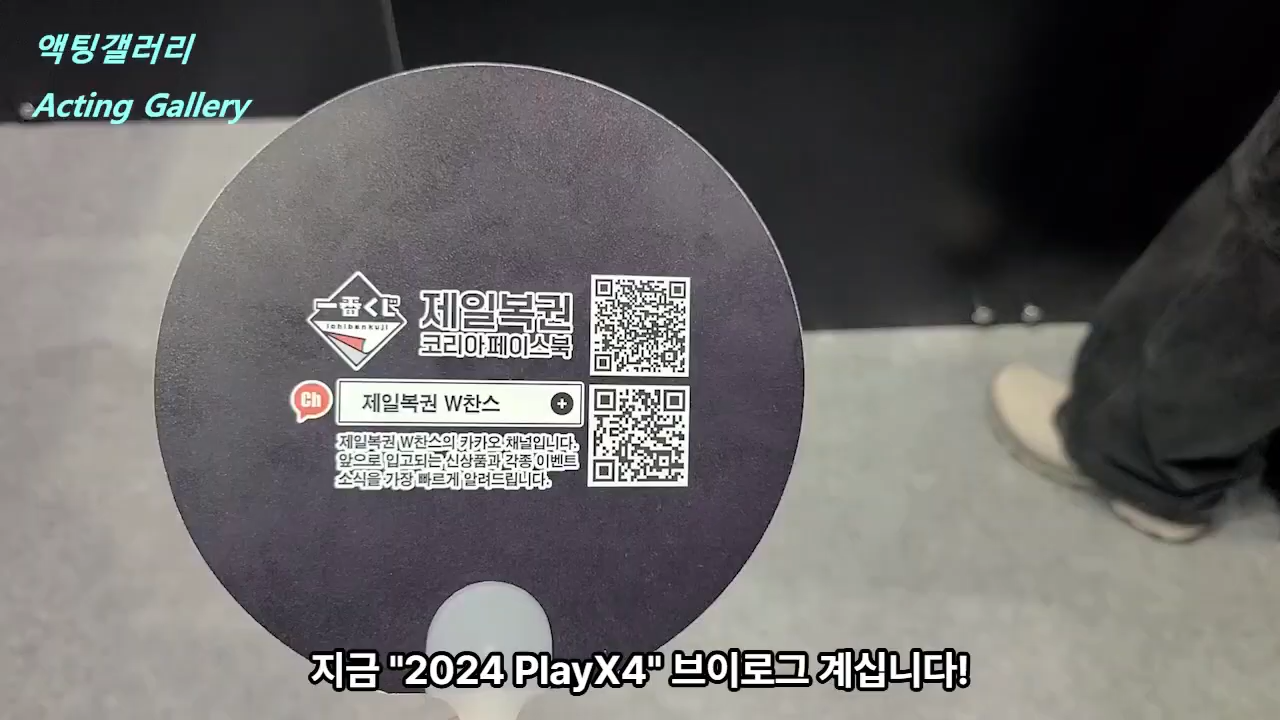 액팅갤러리
Acting Gallery
一番くじ
ichibankuji
제일복권
코리아페이스북
Ch
제일복권 W찬스
제일복권 W찬스의 카카오 채널입니다.
앞으로 입고되는 신상품과 각종 이벤트
소식을 가장 빠르게 알려드립니다.
지금 "2024 PlayX4" 브이로그 계십니다!